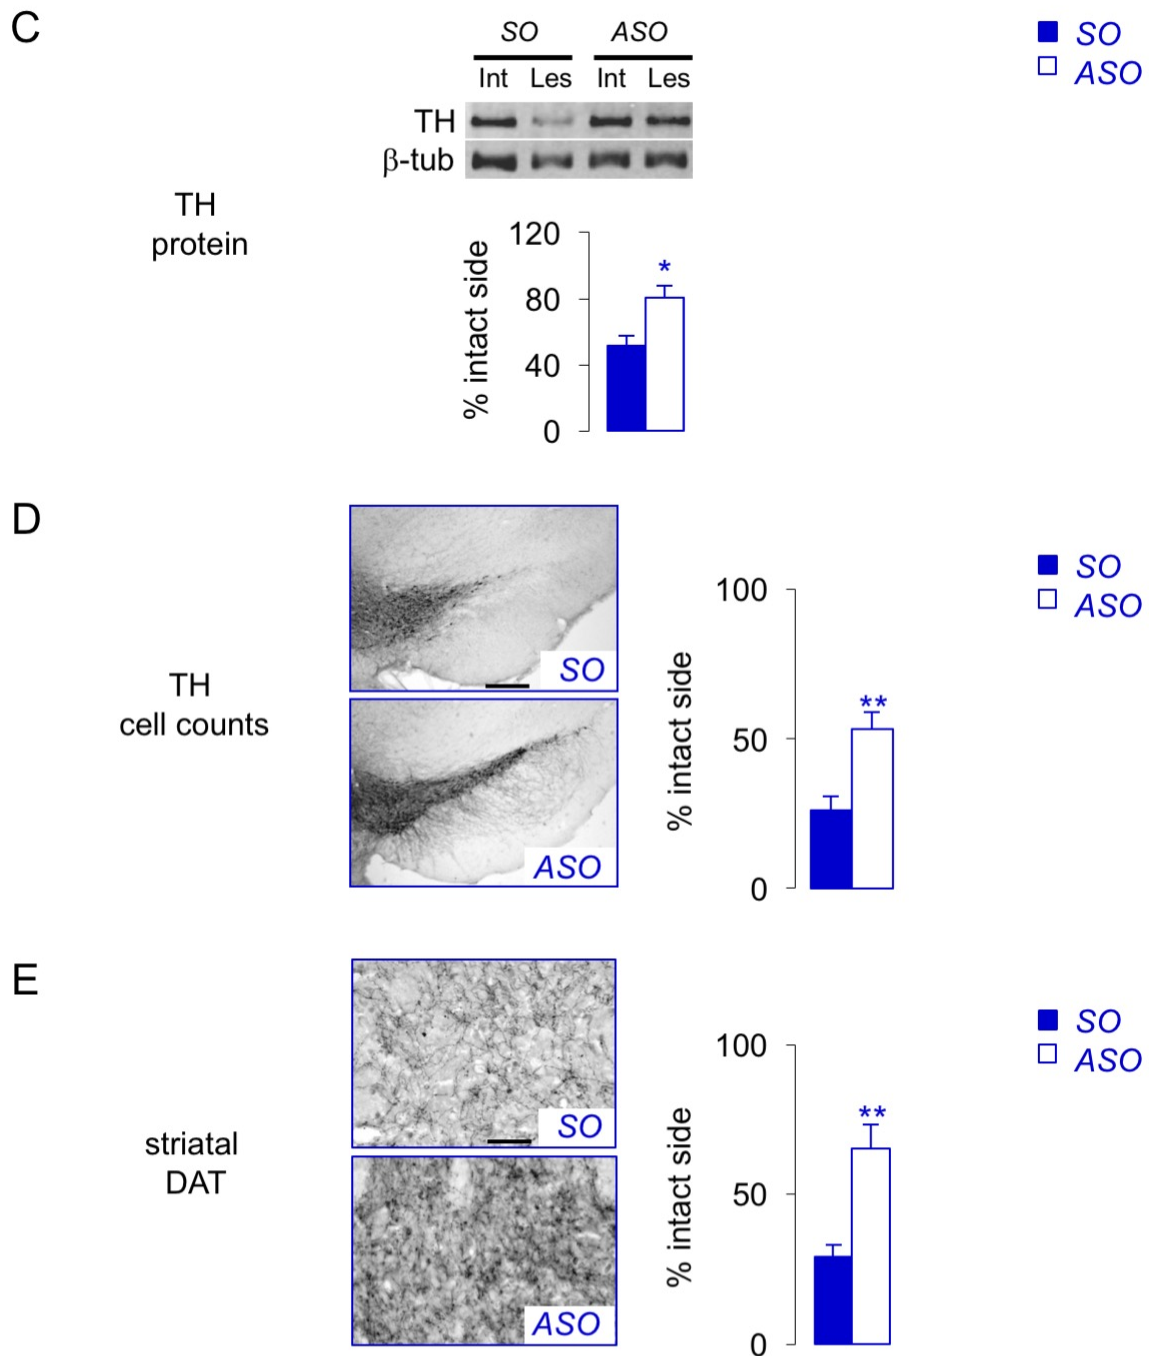 C
SO ASO
Int Les Int Les
TH
β-tub
SO
ASO
TH
protein
% intact side
120
80
40
0
*
D
TH
cell counts
SO
ASO
% intact side
100
50
0
**
SO
ASO
E
striatal
DAT
SO
ASO
% intact side
100
50
0
**
SO
ASO